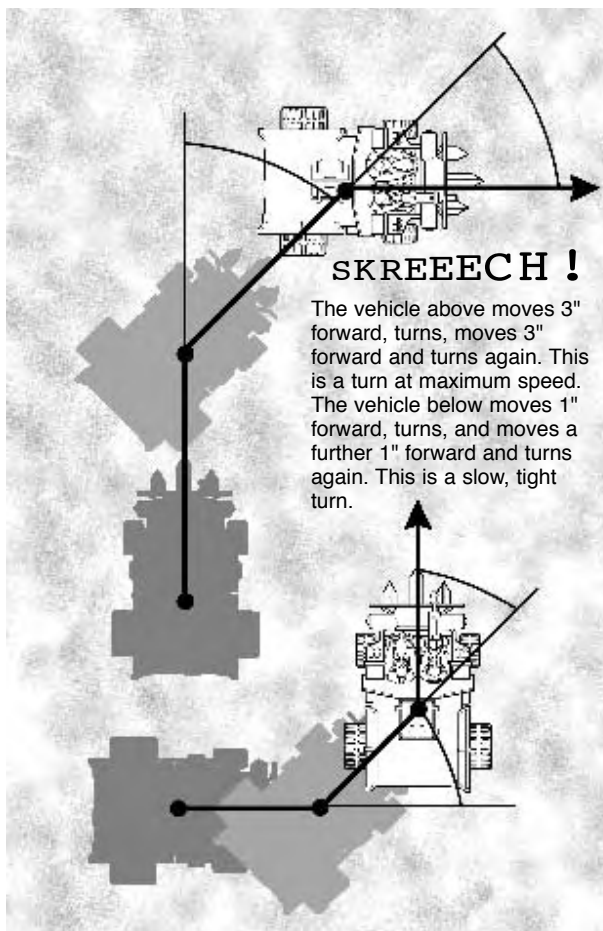 SKREEECH !
The vehicle above moves 3"
forward, turns, moves 3"
forward and turns again. This
is a turn at maximum speed.
The vehicle below moves 1"
forward, turns, and moves a
further 1" forward and turns
again. This is a slow, tight
turn.